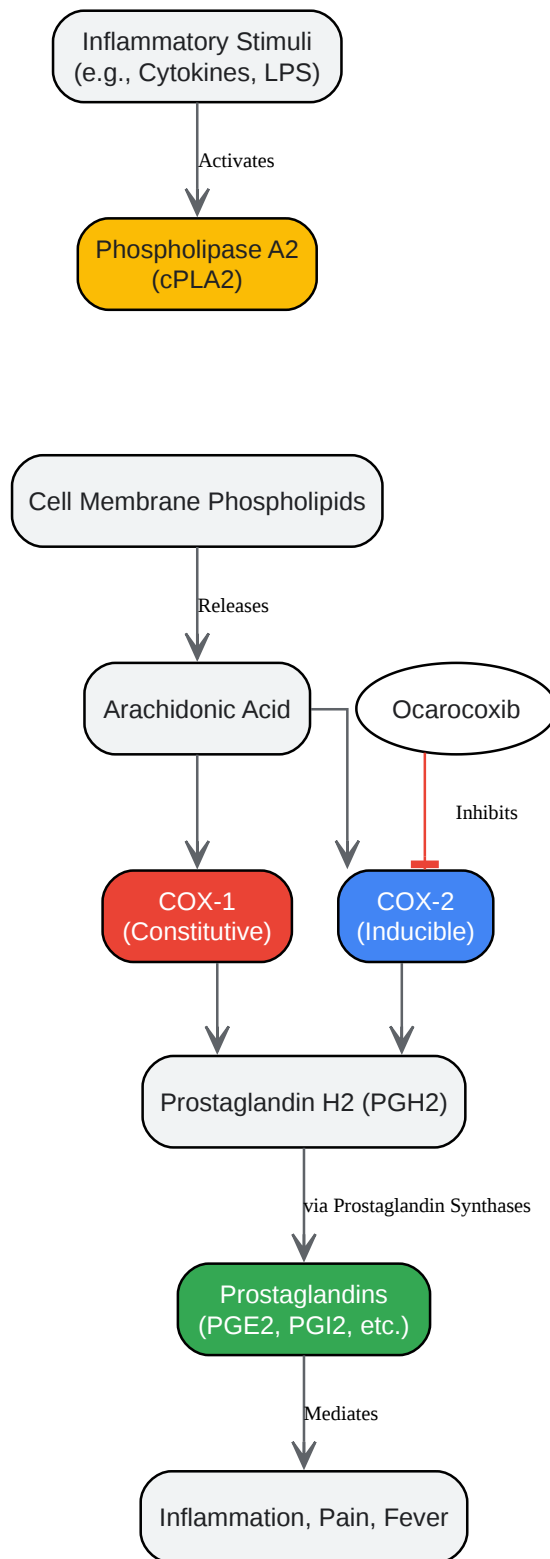 Inflammatory Stimuli
(e.g., Cytokines, LPS)
Activates
Phospholipase A2
(cPLA2)
Cell Membrane Phospholipids
Releases
Arachidonic Acid
Ocarocoxib
Inhibits
COX-1
(Constitutive)
COX-2
(Inducible)
Prostaglandin H2 (PGH2)
via Prostaglandin Synthases
Prostaglandins
(PGE2, PGI2, etc.)
Mediates
Inflammation, Pain, Fever